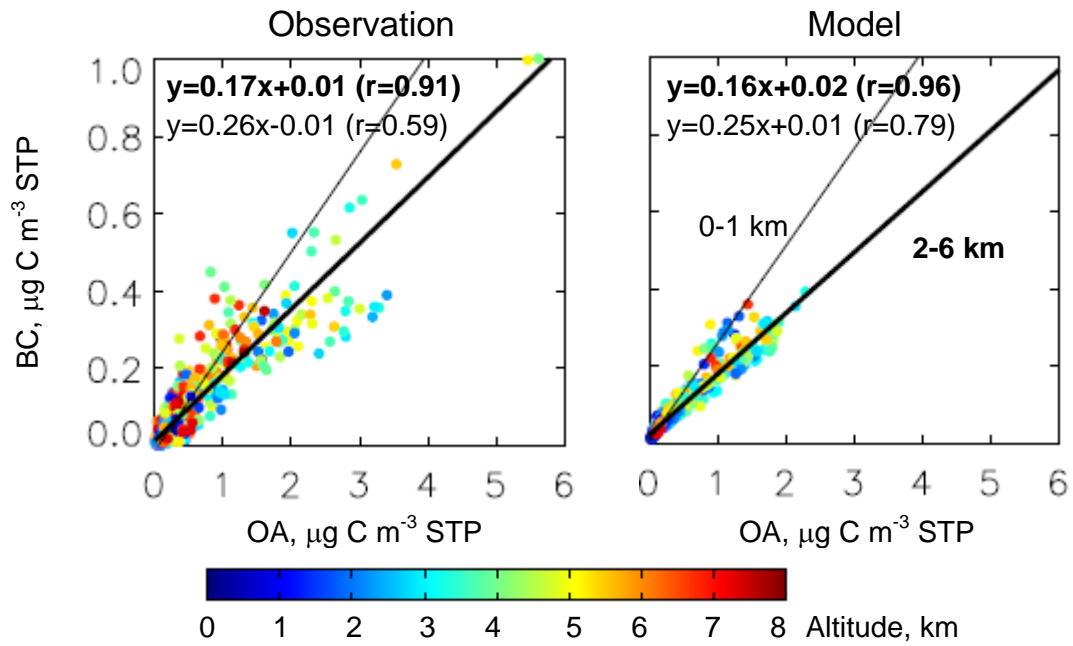 Observation
Model
y=0.17x+0.01 (r=0.91)
y=0.26x-0.01 (r=0.59)
y=0.16x+0.02 (r=0.96)
y=0.25x+0.01 (r=0.79)
0-1 km
2-6 km
BC, µg C m⁻³ STP
1.0
0.8
0.6
0.4
0.2
0.0
0 1 2 3 4 5 6
0 1 2 3 4 5 6
OA, µg C m⁻³ STP
OA, µg C m⁻³ STP
0 1 2 3 4 5 6 7 8 Altitude, km